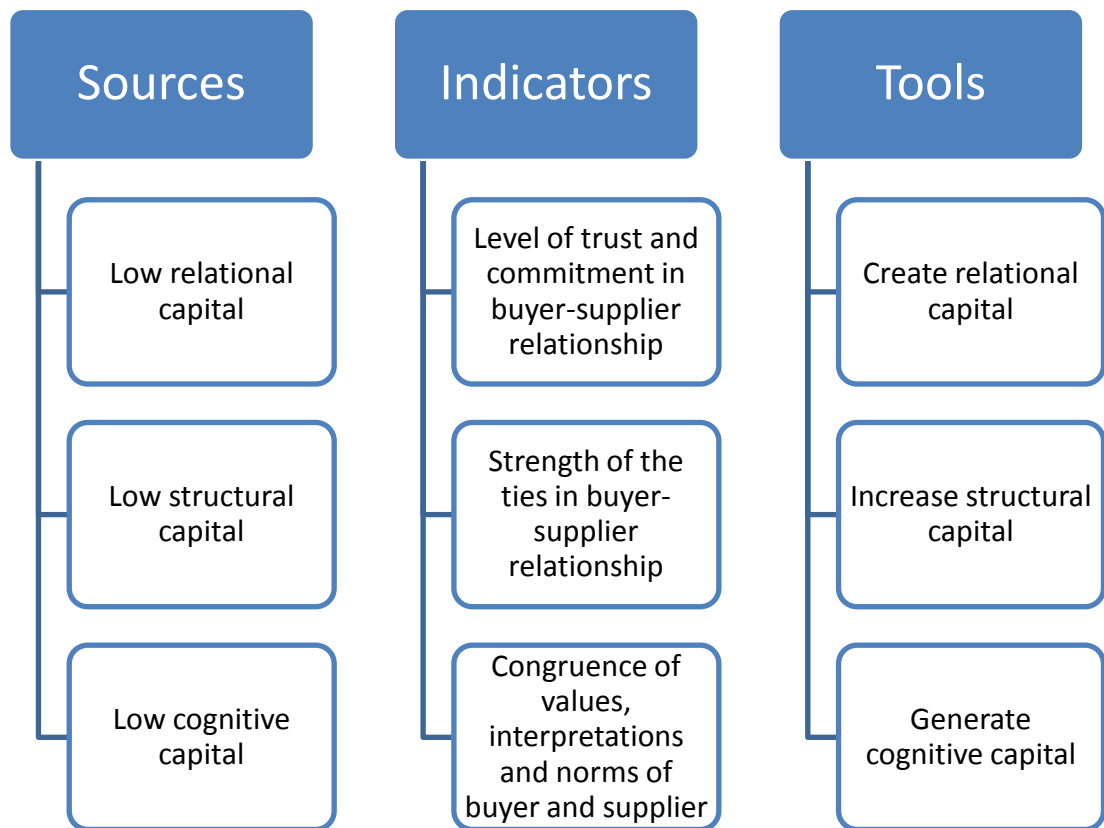 Sources
Low relational
capital
Low structural
capital
Low cognitive
capital
Indicators
Level of trust and
commitment in
buyer-supplier
relationship
Strength of the
ties in buyer-
supplier
relationship
Congruence of
values,
interpretations
and norms of
buyer and supplier
Tools
Create relational
capital
Increase structural
capital
Generate
cognitive capital